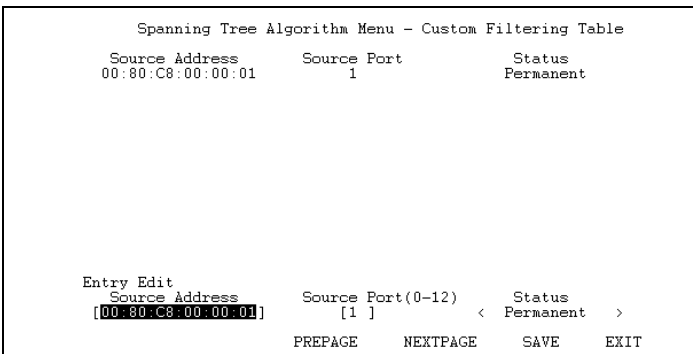 Spanning Tree Algorithm Menu - Custom Filtering Table
Source Address Source Port Status
00:80:C8:00:00:01 1 Permanent
Entry Edit
Source Address Source Port(0-12) Status
[00:80:C8:00:00:01] [1 ] < Permanent >
PREPAGE NEXTPAGE SAVE EXIT